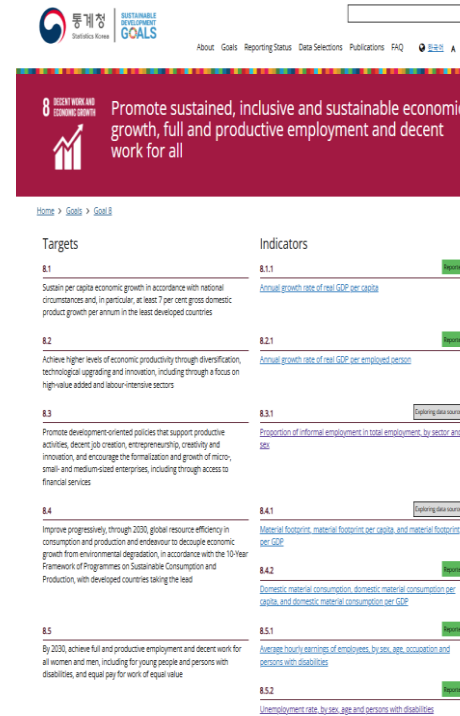 통계청
Statistics Korea
SUSTAINABLE
DEVELOPMENT
GOALS
About Goals Reporting Status Data Selections Publications FAQ 한국어 A
8 DECENT WORK AND
ECONOMIC GROWTH
Promote sustained, inclusive and sustainable economic
growth, full and productive employment and decent
work for all
Home > Goals > Goal 8
Targets
Indicators
8.1
Sustain per capita economic growth in accordance with national
circumstances and, in particular, at least 7 per cent gross domestic
product growth per annum in the least developed countries
8.1.1 Reporte
Annual growth rate of real GDP per capita
8.2
Achieve higher levels of economic productivity through diversification,
technological upgrading and innovation, including through a focus on
high-value added and labour-intensive sectors
8.2.1 Reporte
Annual growth rate of real GDP per employed person
8.3
Promote development-oriented policies that support productive
activities, decent job creation, entrepreneurship, creativity and
innovation, and encourage the formalization and growth of micro-,
small- and medium-sized enterprises, including through access to
financial services
8.3.1 Exploring data source
Proportion of informal employment in total employment, by sector and
sex
8.4
Improve progressively, through 2030, global resource efficiency in
consumption and production and endeavour to decouple economic
growth from environmental degradation, in accordance with the 10-Year
Framework of Programmes on Sustainable Consumption and
Production, with developed countries taking the lead
8.4.1 Exploring data source
Material footprint, material footprint per capita, and material footprint
per GDP
8.4.2 Reporte
Domestic material consumption, domestic material consumption per
capita, and domestic material consumption per GDP
8.5
By 2030, achieve full and productive employment and decent work for
all women and men, including for young people and persons with
disabilities, and equal pay for work of equal value
8.5.1 Reporte
Average hourly earnings of employees, by sex, age, occupation and
persons with disabilities
8.5.2 Reporte
Unemployment rate, by sex, age and persons with disabilities